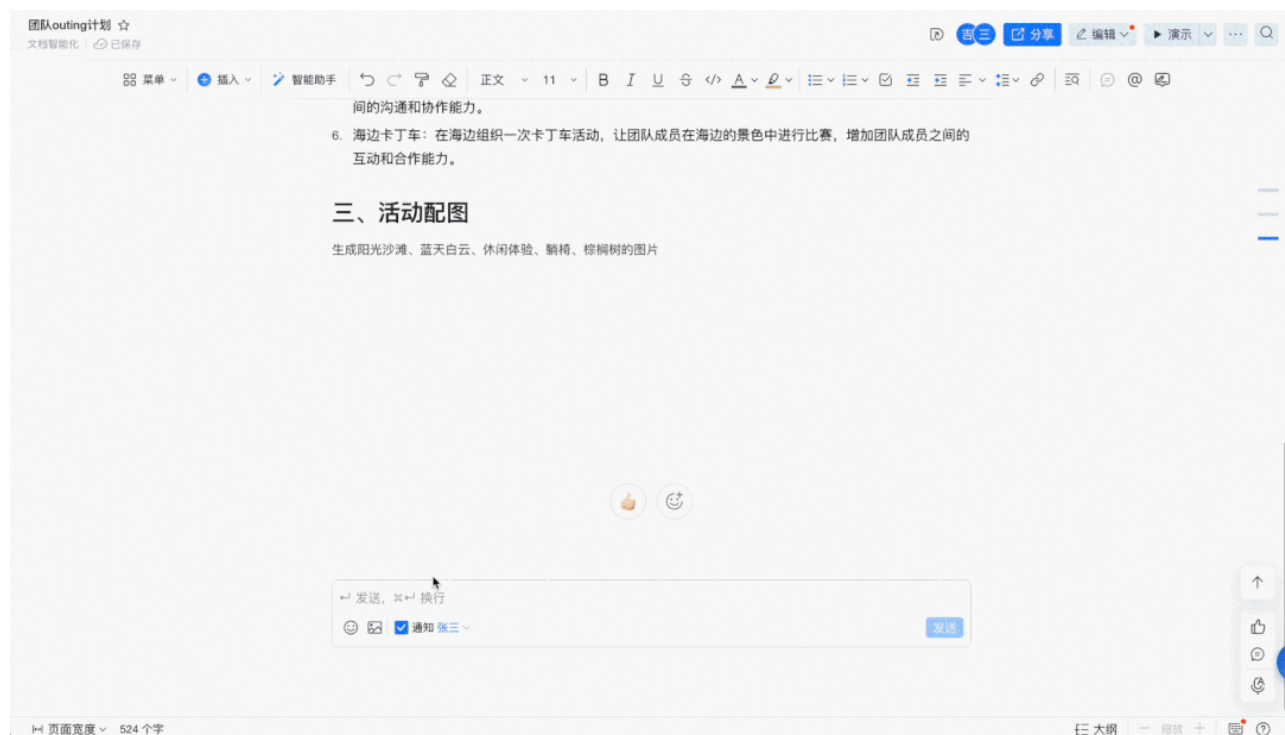 团队outing计划
文档智能化 已保存
吉 三 分享 编辑 演示
菜单 插入 智能助手 正文 11 B I U S A
间的沟通和协作能力。
6. 海边卡丁车：在海边组织一次卡丁车活动，让团队成员在海边的景色中进行比赛，增加团队成员之间的
互动和合作能力。
三、活动配图
生成阳光沙滩、蓝天白云、休闲体验、躺椅、棕榈树的图片
↵ 发送，⌘↵ 换行
通知 张三 发送
页面宽度 524 个字 大纲 缩放